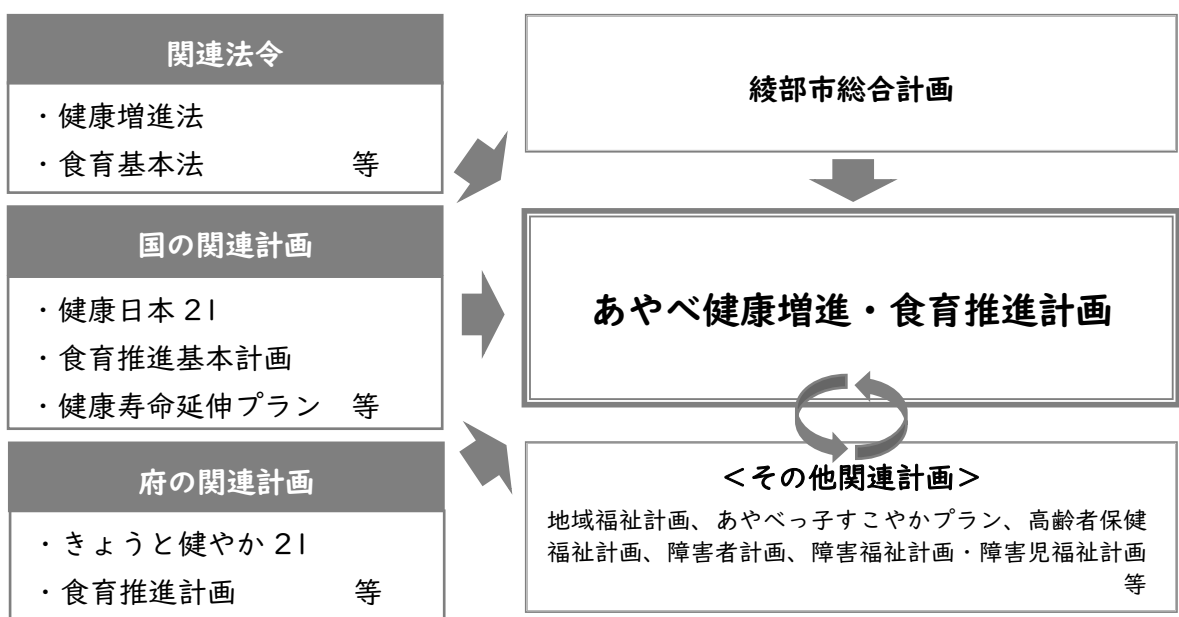 関連法令
・健康増進法
・食育基本法 等
国の関連計画
・健康日本 21
・食育推進基本計画
・健康寿命延伸プラン 等
府の関連計画
・きょうと健やか 21
・食育推進計画 等
綾部市総合計画
あやべ健康増進・食育推進計画
＜その他関連計画＞
地域福祉計画、あやべっ子すこやかプラン、高齢者保健
福祉計画、障害者計画、障害福祉計画・障害児福祉計画
等